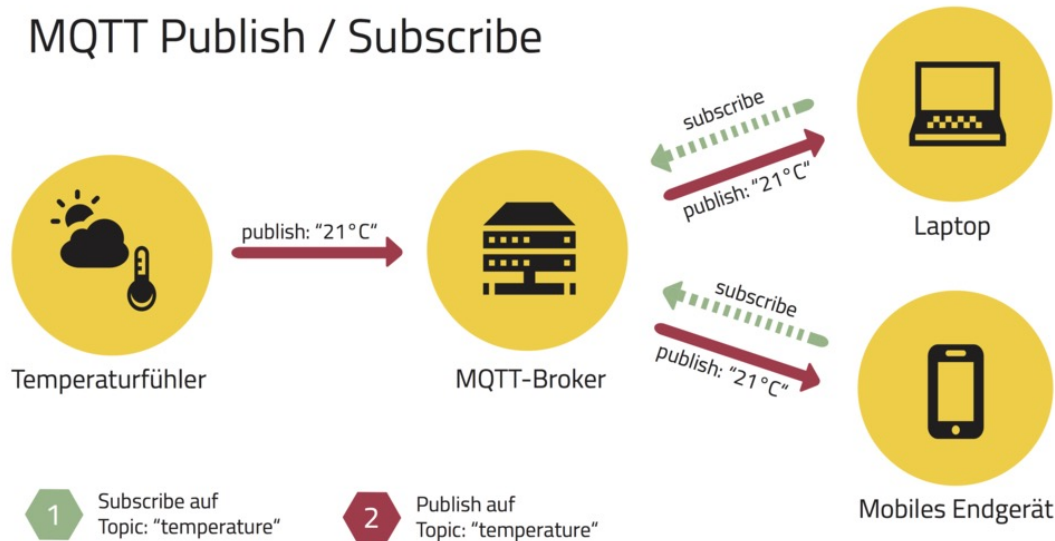 MQTT Publish / Subscribe
subscribe
publish: “21°C“
Laptop
publish: “21°C“
subscribe
publish: “21°C“
Temperaturfühler
MQTT-Broker
Mobiles Endgerät
1
Subscribe auf
Topic: “temperature“
2
Publish auf
Topic: “temperature“